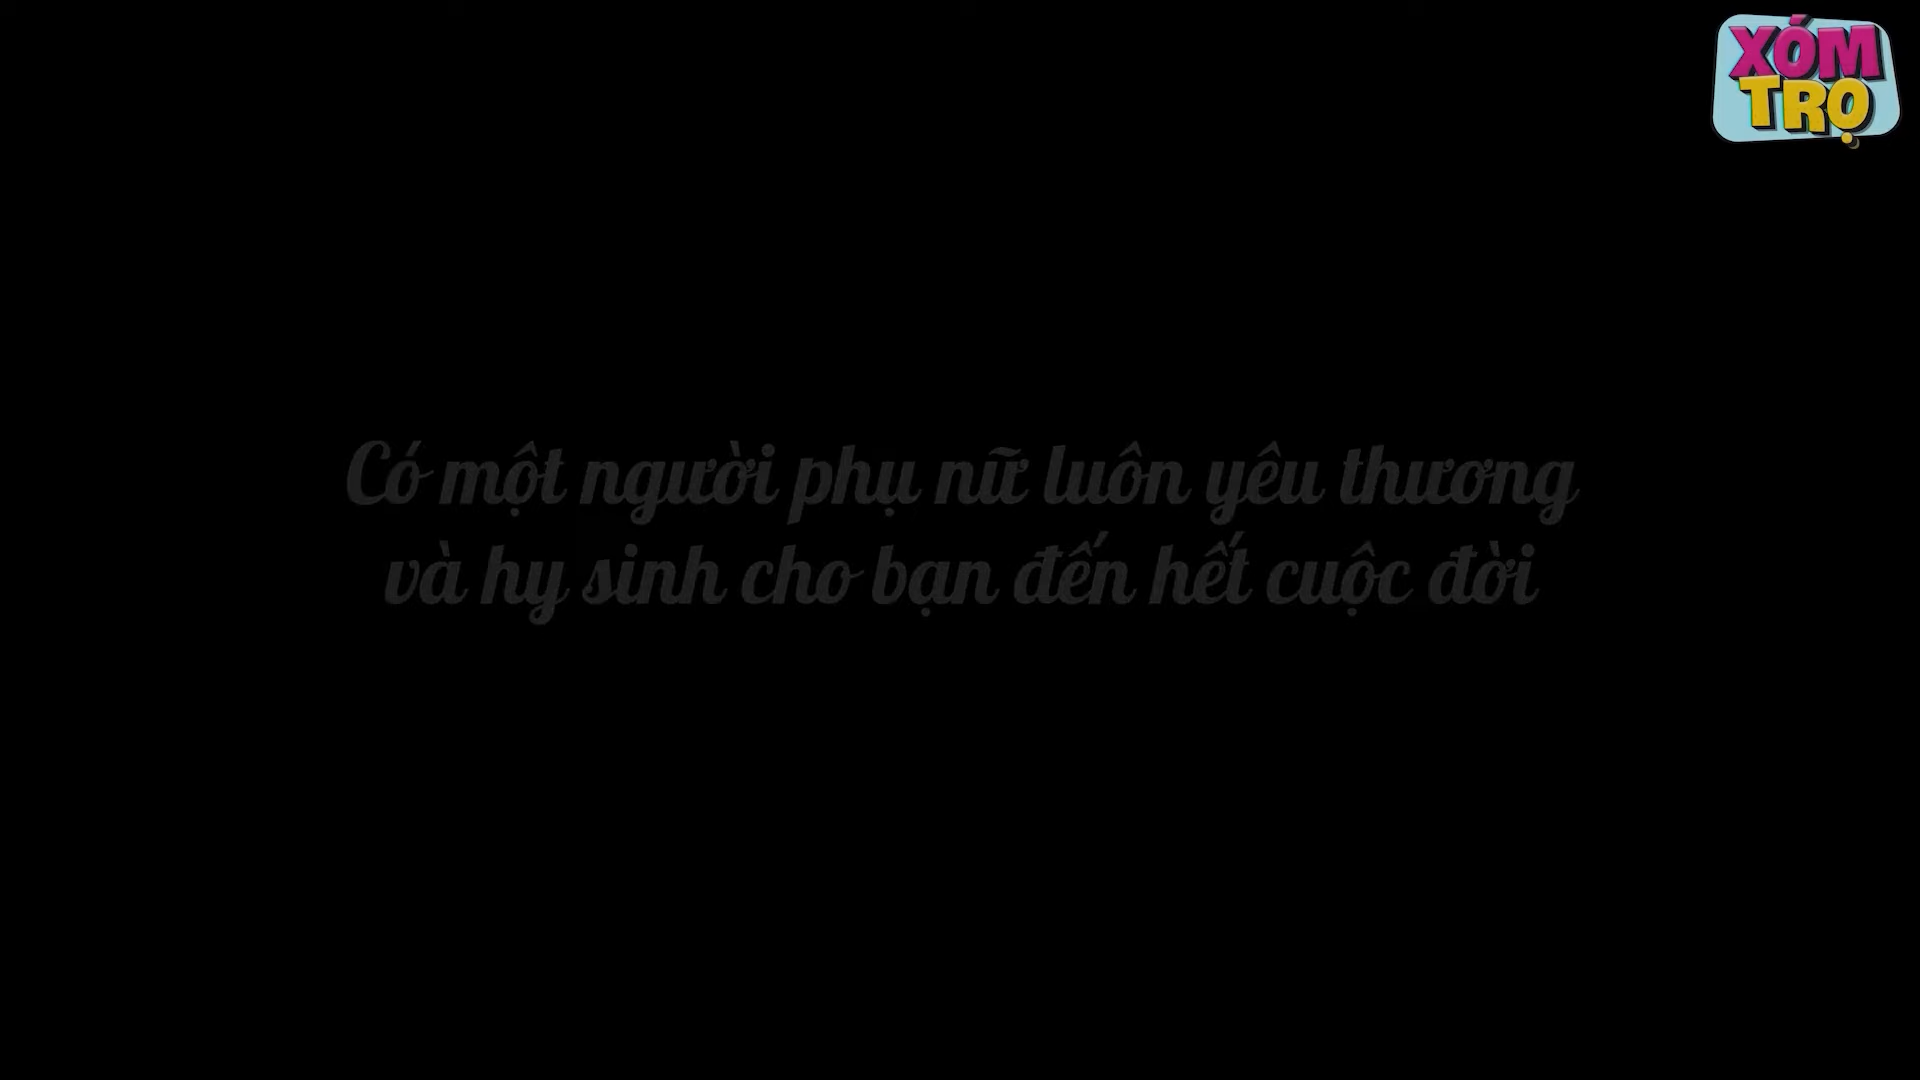 XÓM
TRỌ
Có một người phụ nữ luôn yêu thương
và hy sinh cho bạn đến hết cuộc đời